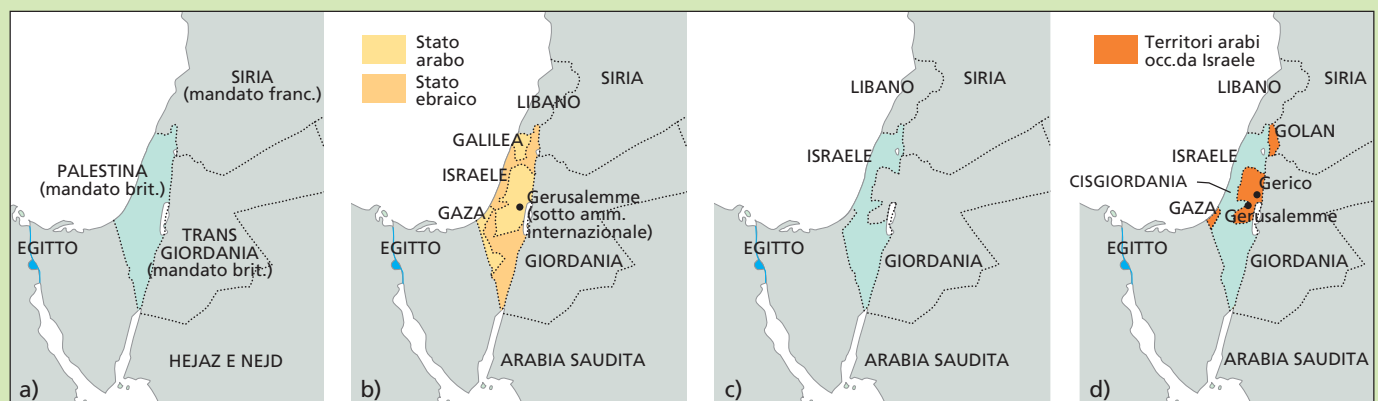 SIRIA
(mandato franc.)
PALESTINA
(mandato brit.)
EGITTO
TRANS
GIORDANIA
(mandato brit.)
HEJAZ E NEJD
a)
Stato
arabo
Stato
ebraico
SIRIA
LIBANO
GALILEA
ISRAELE
Gerusalemme
(sotto amm.
internazionale)
GAZA
EGITTO
GIORDANIA
ARABIA SAUDITA
b)
SIRIA
LIBANO
ISRAELE
EGITTO
GIORDANIA
ARABIA SAUDITA
c)
Territori arabi
occ.da Israele
SIRIA
LIBANO
GOLAN
ISRAELE
CISGIORDANIA
Gerico
GAZA
Gerusalemme
EGITTO
GIORDANIA
ARABIA SAUDITA
d)